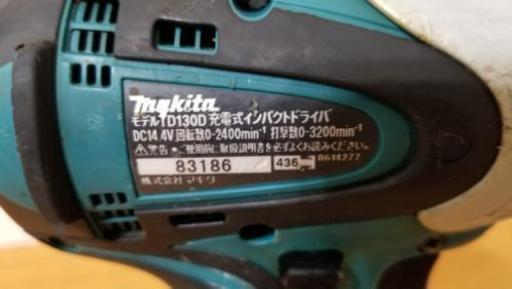 makita
モデルTD130D 充電式インパクトドライバ
DC14.4V 回転数0-2400min⁻¹ 打撃数0-3200min⁻¹
⚠警告：ご使用前に取扱説明書を必ずよくお読みください。
83186 436 8614277
株式会社マキタ